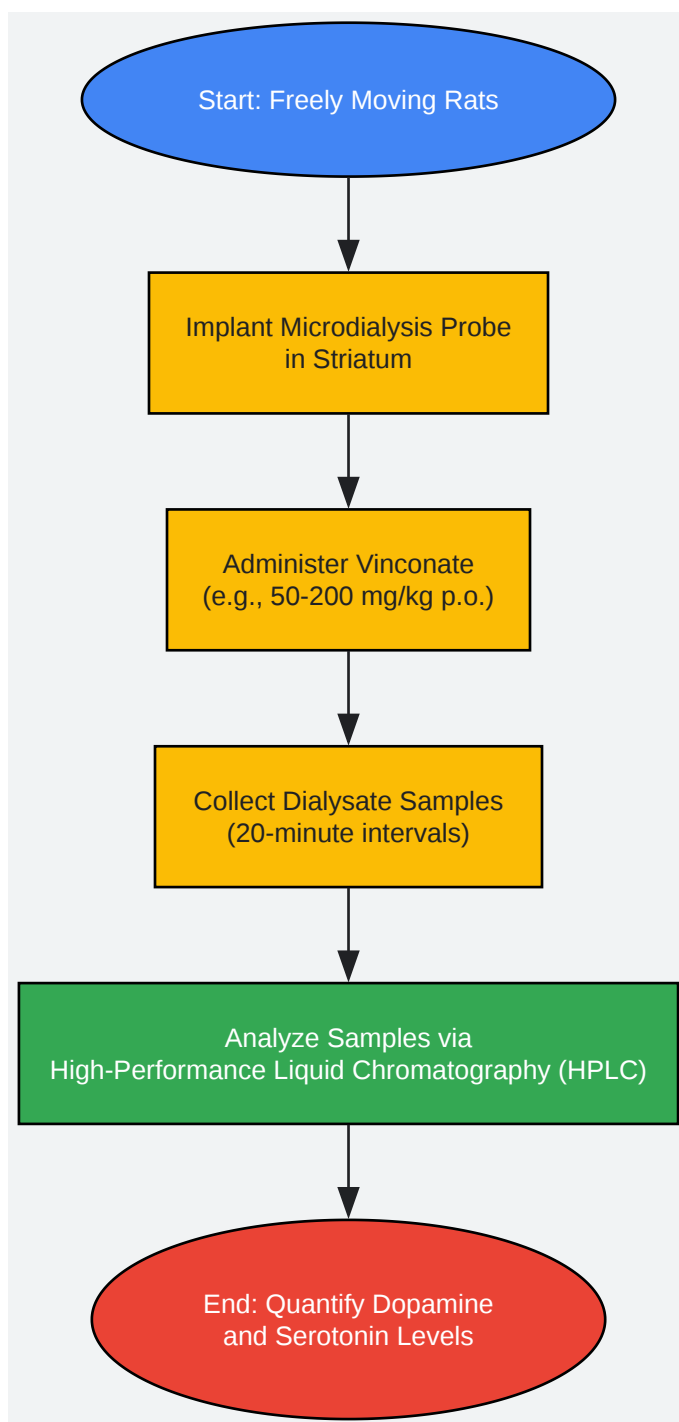 Start: Freely Moving Rats
Implant Microdialysis Probe
in Striatum
Administer Vinconate
(e.g., 50-200 mg/kg p.o.)
Collect Dialysate Samples
(20-minute intervals)
Analyze Samples via
High-Performance Liquid Chromatography (HPLC)
End: Quantify Dopamine
and Serotonin Levels